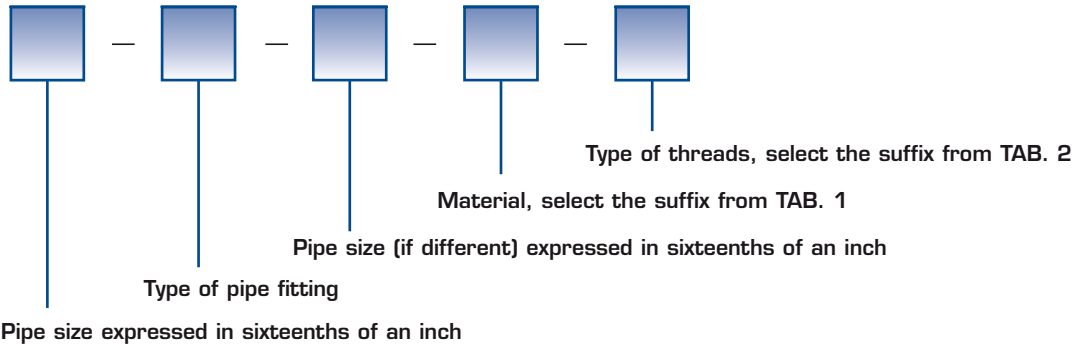 Type of threads, select the suffix from TAB. 2
Material, select the suffix from TAB. 1
Pipe size (if different) expressed in sixteenths of an inch
Type of pipe fitting
Pipe size expressed in sixteenths of an inch